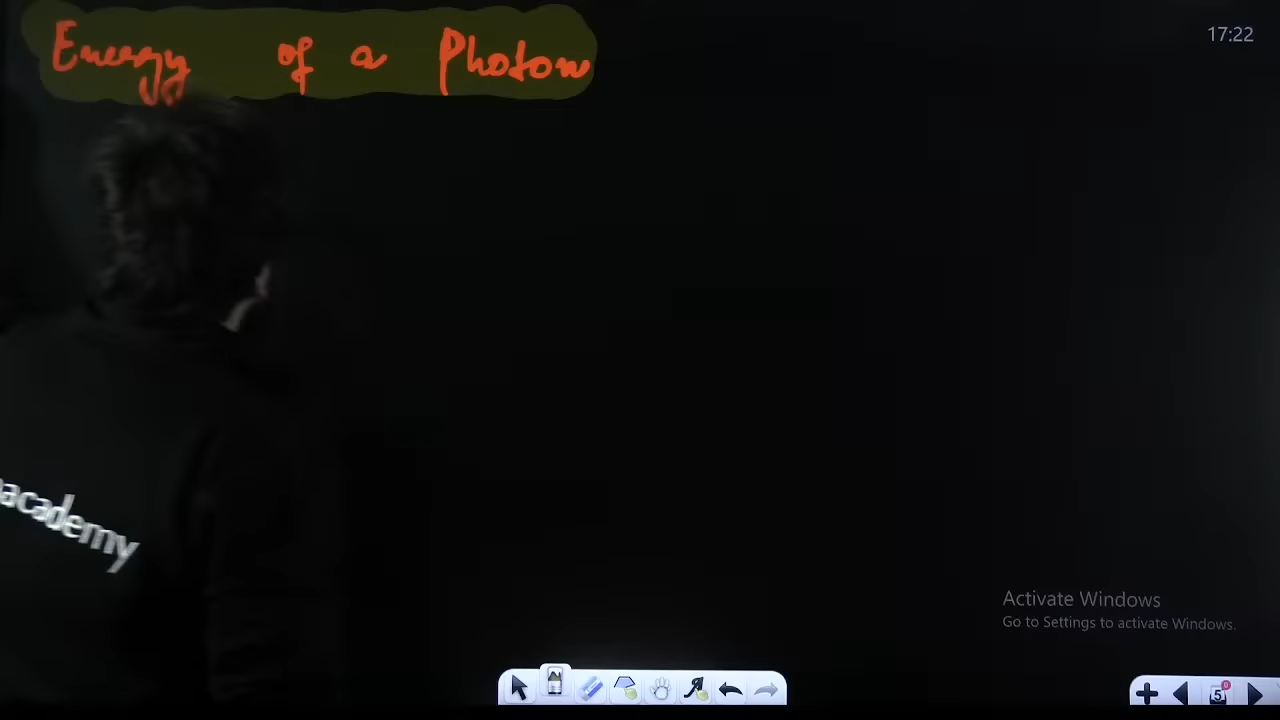 Energy of a Photon
17:22
academy
Activate Windows
Go to Settings to activate Windows.
5